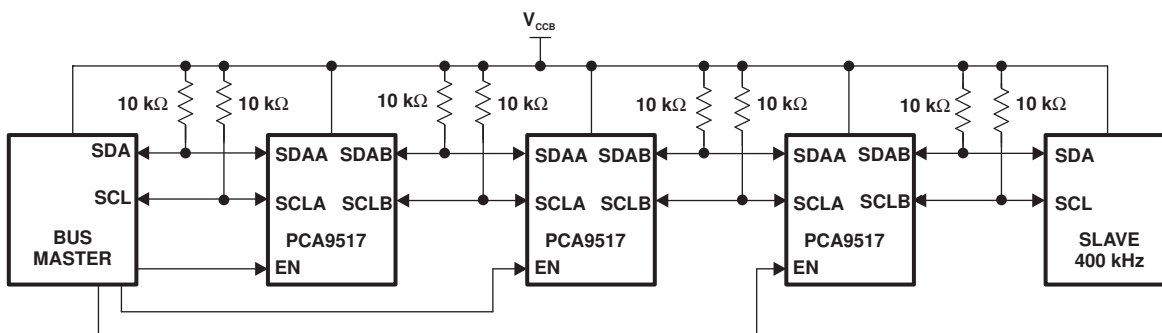 V_CCB
10 kΩ 10 kΩ 10 kΩ 10 kΩ 10 kΩ 10 kΩ 10 kΩ 10 kΩ
SDA SDAA SDAB SDAA SDAB SDAA SDAB SDA
SCL SCLA SCLB SCLA SCLB SCLA SCLB SCL
BUS
MASTER
PCA9517 PCA9517 PCA9517
SLAVE
400 kHz
EN EN EN